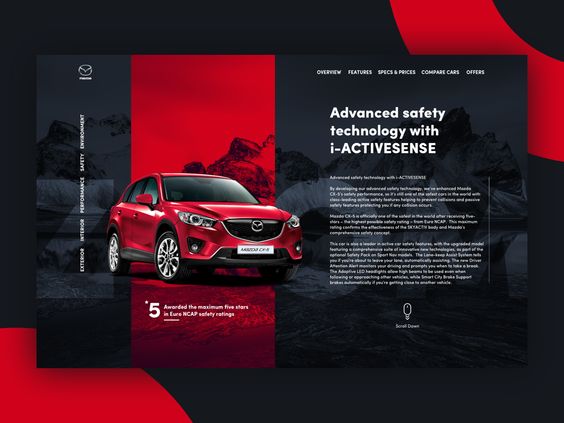 mazda
OVERVIEW FEATURES SPECS & PRICES COMPARE CARS OFFERS
Advanced safety
technology with
i-ACTIVESENSE
EXTERIOR INTERIOR PERFORMANCE SAFETY ENVIRONMENT
Advanced safety technology with i-ACTIVESENSE
By developing our advanced safety technology, we've enhanced Mazda
CX-5's safety performance, as it's still one of the safest cars in the world with
class-leading active safety features helping to prevent collisions and passive
safety features protecting you if any collision occurs.
Mazda CX-5 is officially one of the safest in the world after receiving five-
stars – the highest possible safety rating – from Euro NCAP. This maximum
rating confirms the effectiveness of the SKYACTIV body and Mazda's
comprehensive safety concept.
This car is also a leader in active car safety features, with the upgraded model
featuring a comprehensive suite of innovative new technologies, as part of the
optional Safety Pack on Sport Nav models. The Lane-keep Assist System tells
you if you're about to leave your lane, automatically assisting. The new Driver
Attention Alert monitors your driving and prompts you when to take a break.
The Adaptive LED headlights allow high beams to be used even when
following or approaching other vehicles, while Smart City Brake Support
brakes automatically if you're getting close to another vehicle.
MAZDA CX-5
*5 Awarded the maximum five stars
in Euro NCAP safety ratings
Scroll Down